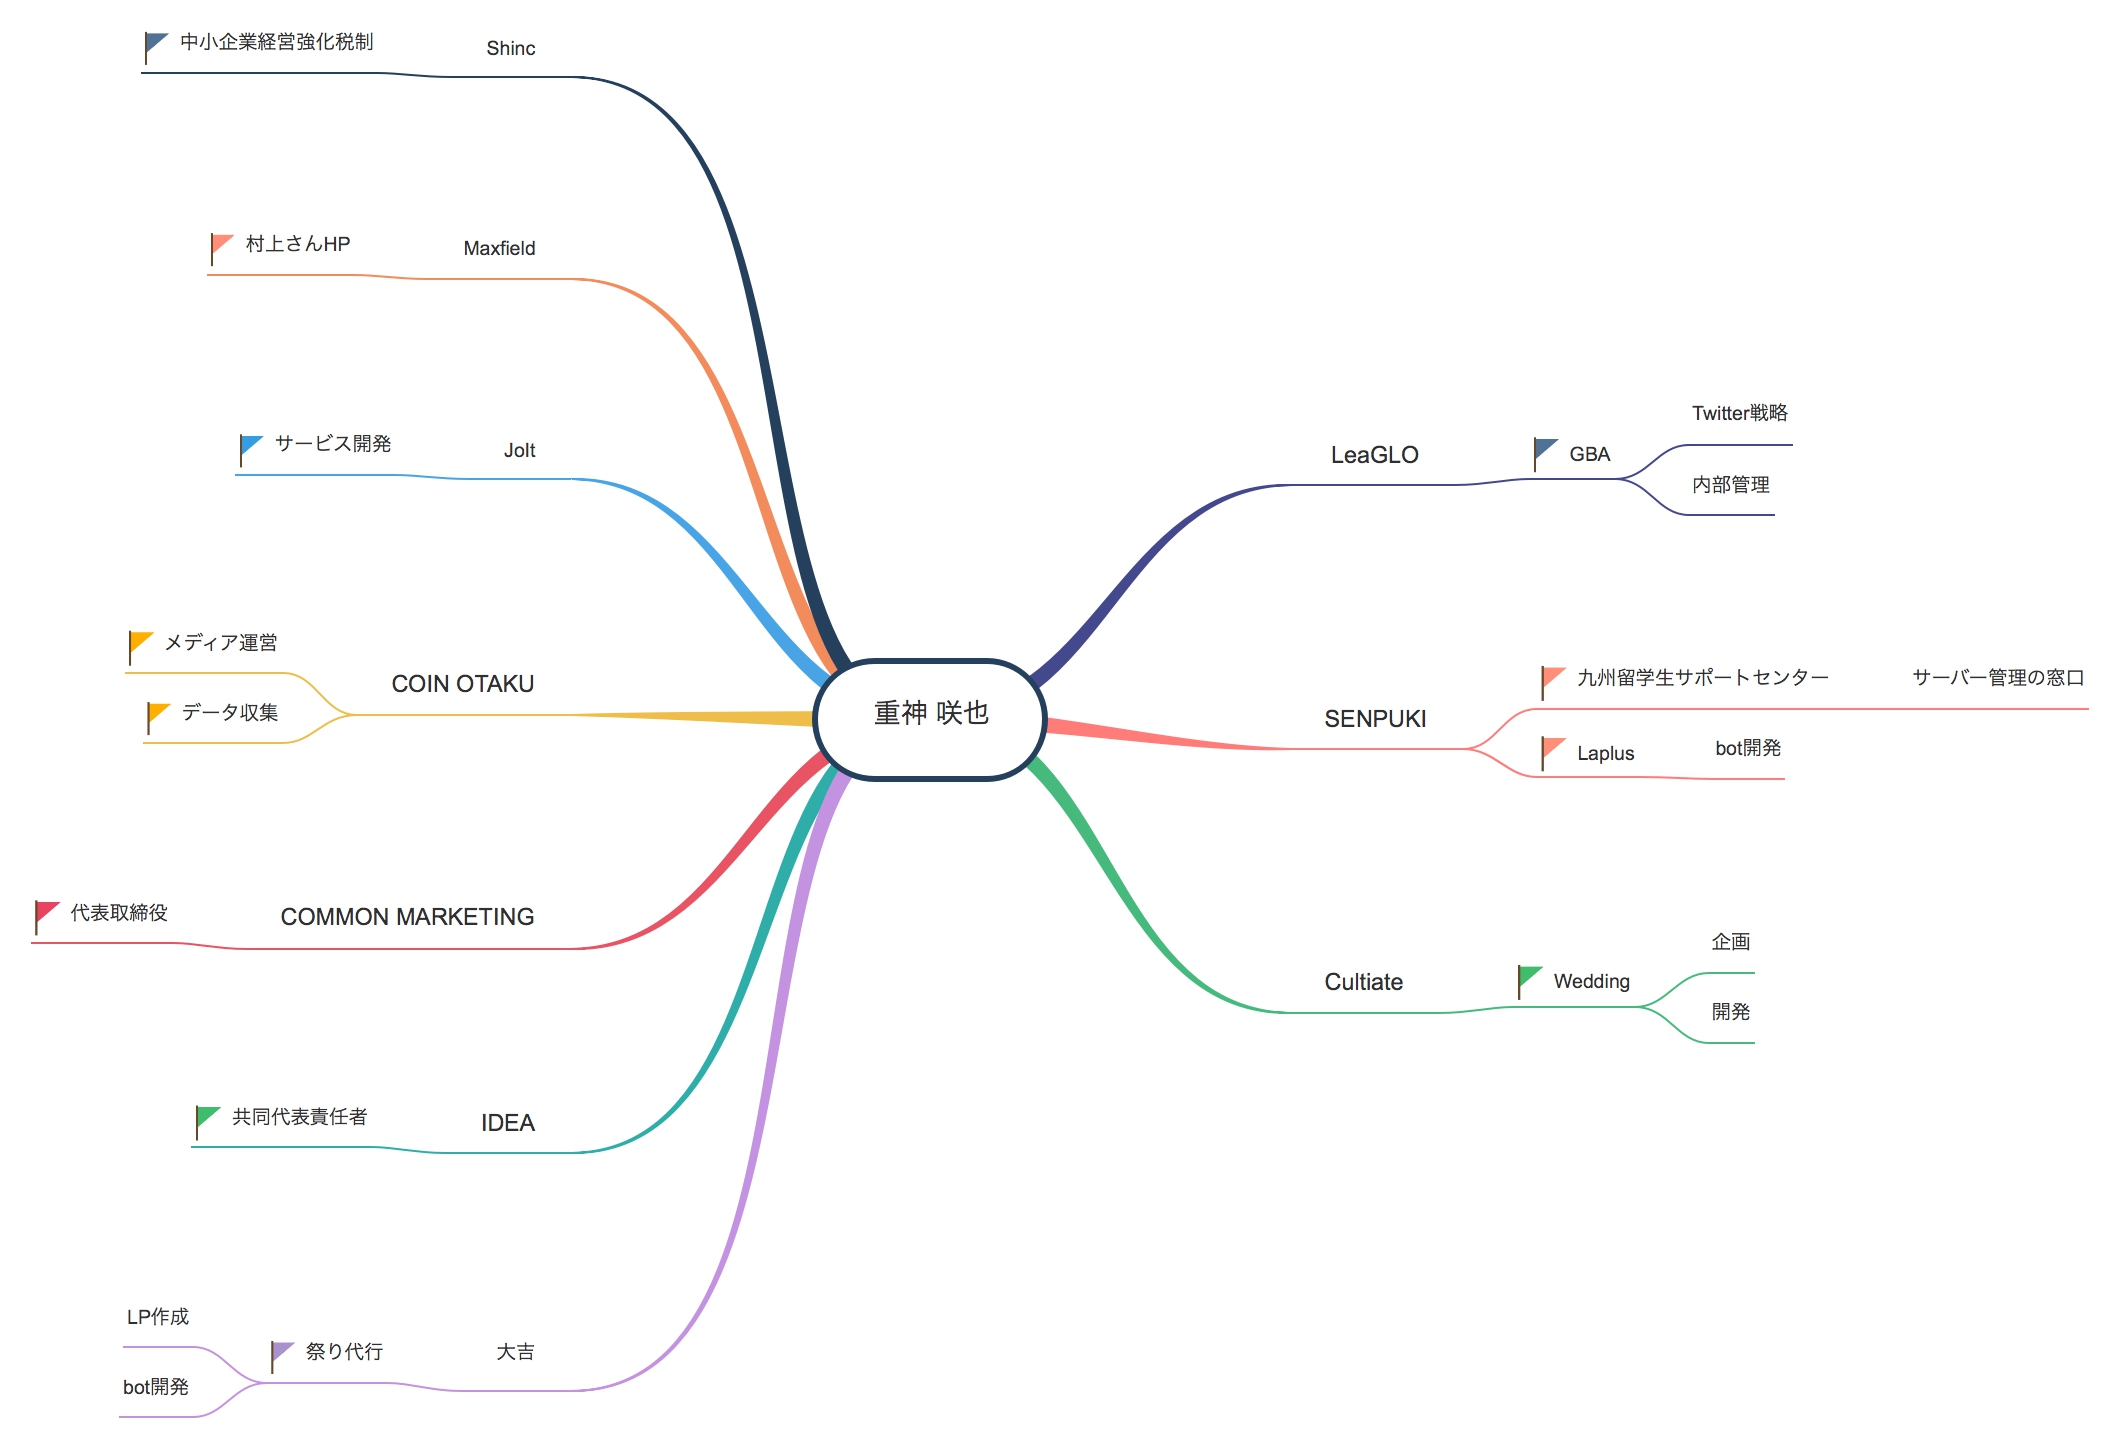 重神 咲也
Shinc
中小企業経営強化税制
Maxfield
村上さんHP
Jolt
サービス開発
COIN OTAKU
メディア運営
データ収集
COMMON MARKETING
代表取締役
IDEA
共同代表責任者
大吉
祭り代行
LP作成
bot開発
LeaGLO
GBA
Twitter戦略
内部管理
SENPUKI
九州留学生サポートセンター
サーバー管理の窓口
Laplus
bot開発
Cultiate
Wedding
企画
開発